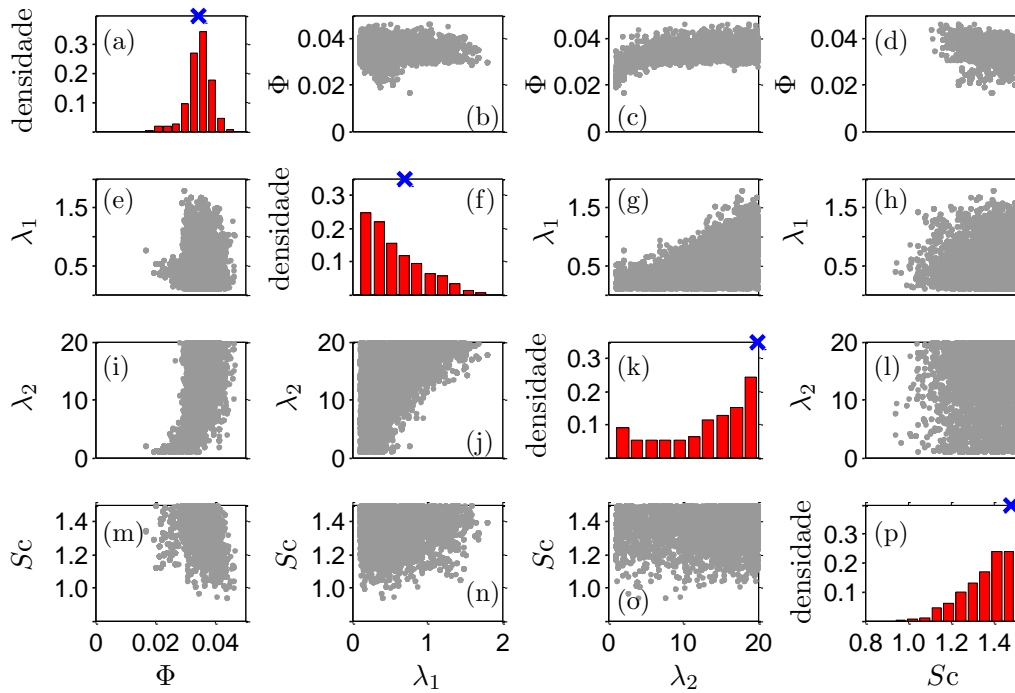 densidade
0.3
0.2
0.1
(a)
Φ
0.04
0.02
0
(b)
Φ
0.04
0.02
0
(c)
Φ
0.04
0.02
0
(d)
λ1
1.5
0.5
(e)
densidade
0.3
0.2
0.1
(f)
λ1
1.5
0.5
(g)
λ1
1.5
0.5
(h)
λ2
20
10
0
(i)
λ2
20
10
0
(j)
densidade
0.3
0.2
0.1
(k)
λ2
20
10
0
(l)
Sc
1.4
1.2
1.0
(m)
Sc
1.4
1.2
1.0
(n)
Sc
1.4
1.2
1.0
(o)
densidade
0.3
0.2
0.1
(p)
0 0.02 0.04
0 1 2
0 10 20
0.8 1.0 1.2 1.4
Φ
λ1
λ2
Sc